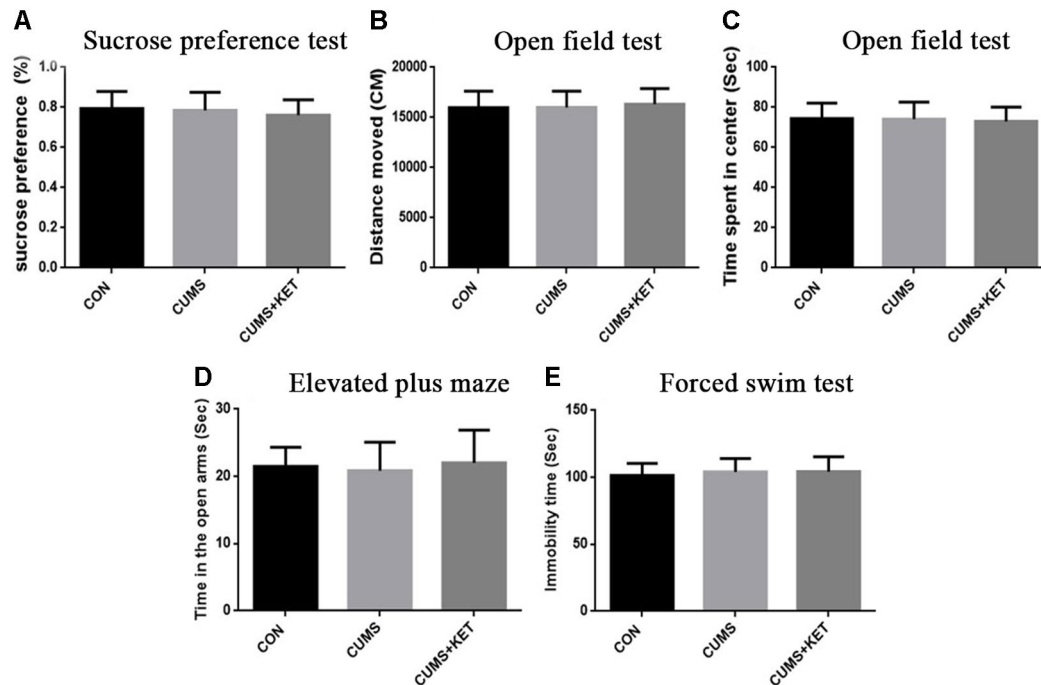 A
Sucrose preference test
sucrose preference (%)
1.0
0.8
0.6
0.4
0.2
0.0
CON
CUMS
CUMS+KET
B
Open field test
Distance moved (CM)
20000
15000
10000
5000
0
CON
CUMS
CUMS+KET
C
Open field test
Time spent in center (Sec)
100
80
60
40
20
0
CON
CUMS
CUMS+KET
D
Elevated plus maze
Time in the open arms (Sec)
30
20
10
0
CON
CUMS
CUMS+KET
E
Forced swim test
Immobility time (Sec)
150
100
50
0
CON
CUMS
CUMS+KET